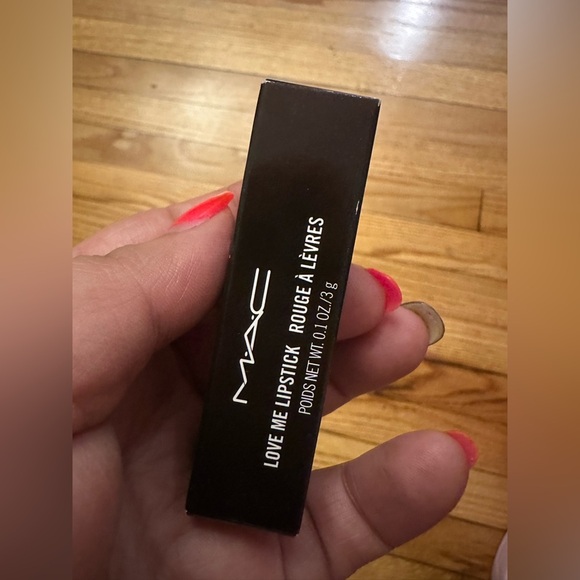 M·A·C
LOVE ME LIPSTICK ROUGE À LÈVRES
POIDS NET WT. 0.1 OZ./3 g